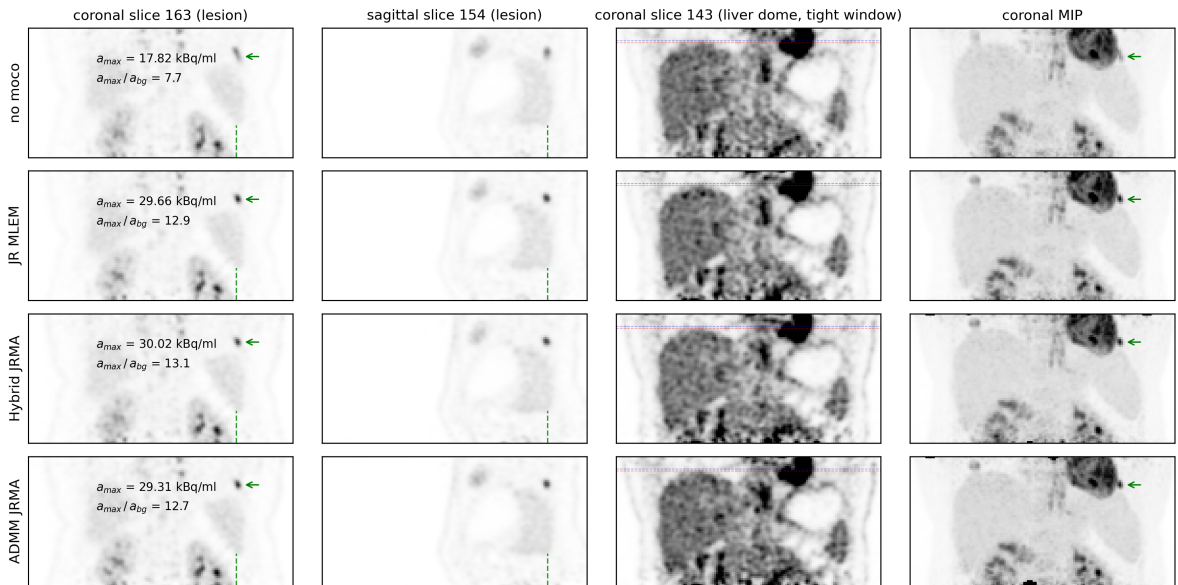 coronal slice 163 (lesion)
sagittal slice 154 (lesion)
coronal slice 143 (liver dome, tight window)
coronal MIP
no moco
a_max = 17.82 kBq/ml
a_max / a_bg = 7.7
JR MLEM
a_max = 29.66 kBq/ml
a_max / a_bg = 12.9
Hybrid JRMA
a_max = 30.02 kBq/ml
a_max / a_bg = 13.1
ADMM JRMA
a_max = 29.31 kBq/ml
a_max / a_bg = 12.7